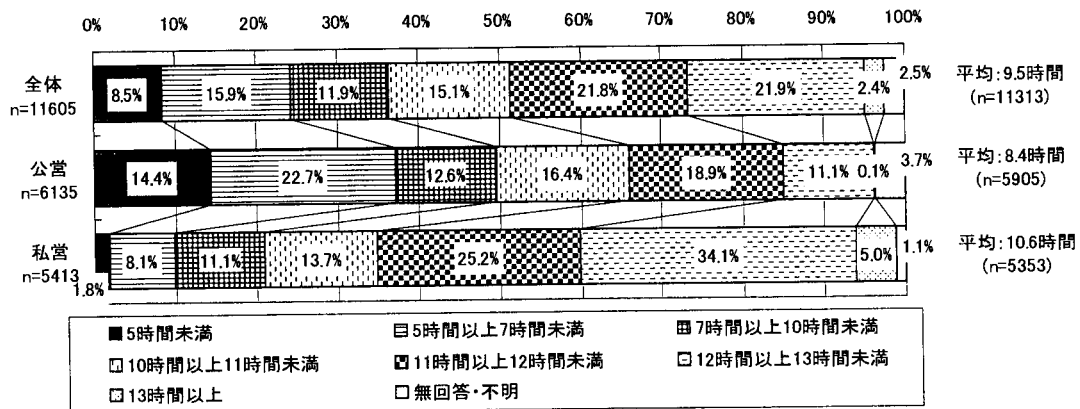 0% 10% 20% 30% 40% 50% 60% 70% 80% 90% 100%
全体
n=11605
8.5% 15.9% 11.9% 15.1% 21.8% 21.9% 2.4% 2.5%
平均:9.5時間
(n=11313)
公営
n=6135
14.4% 22.7% 12.6% 16.4% 18.9% 11.1% 0.1% 3.7%
平均:8.4時間
(n=5905)
私営
n=5413
1.8% 8.1% 11.1% 13.7% 25.2% 34.1% 5.0% 1.1%
平均:10.6時間
(n=5353)
5時間未満 5時間以上7時間未満 7時間以上10時間未満
10時間以上11時間未満 11時間以上12時間未満 12時間以上13時間未満
13時間以上 無回答・不明